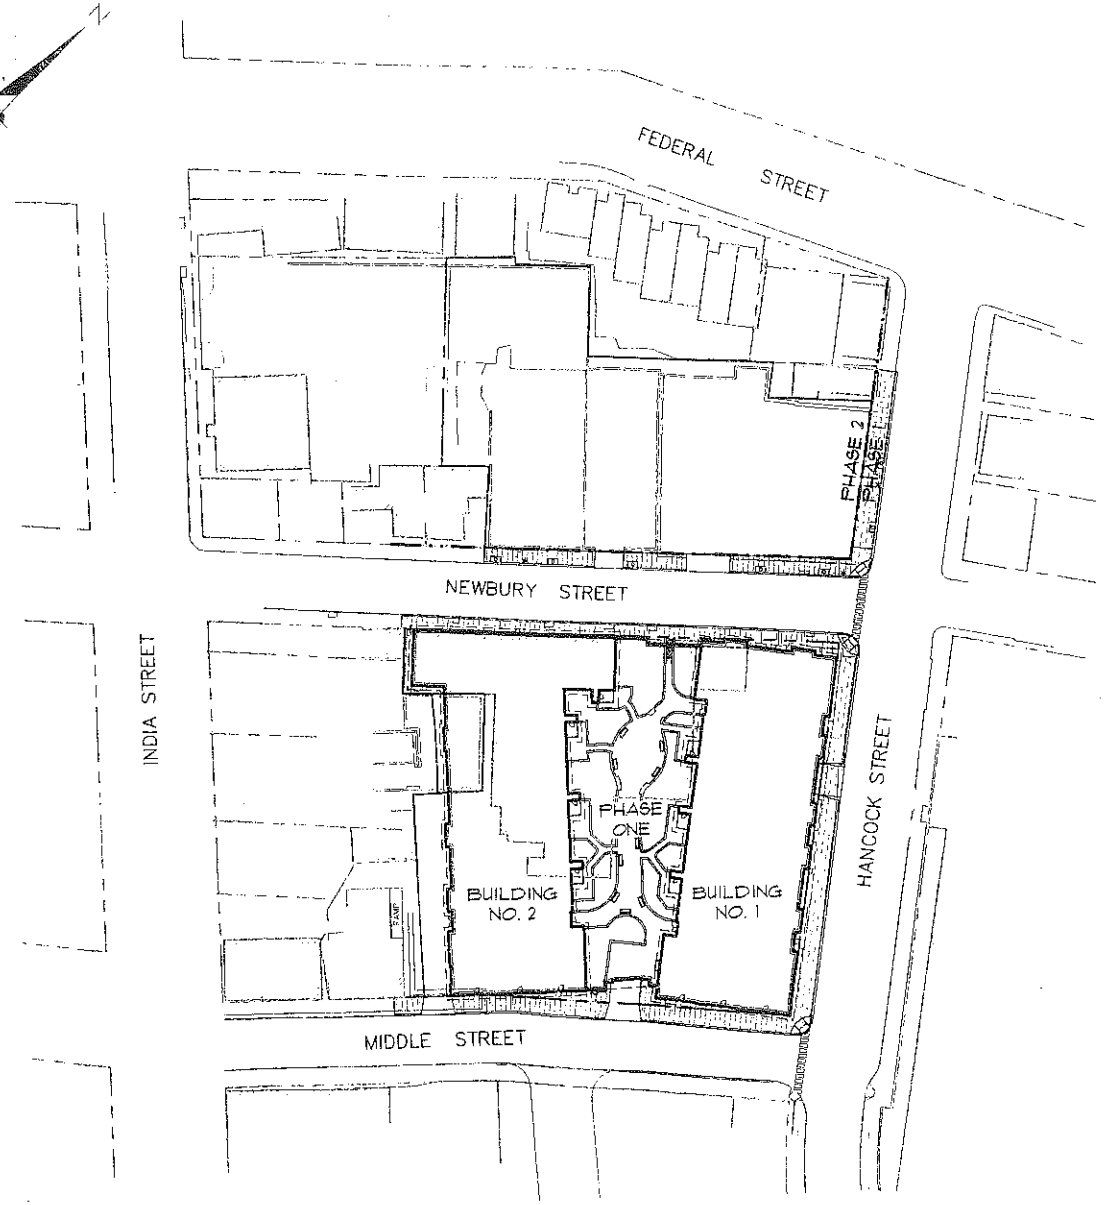 N
FEDERAL STREET
PHASE 2
PHASE 1
NEWBURY STREET
INDIA STREET
HANCOCK STREET
PHASE
ONE
BUILDING
NO. 2
BUILDING
NO. 1
RAMP
MIDDLE STREET